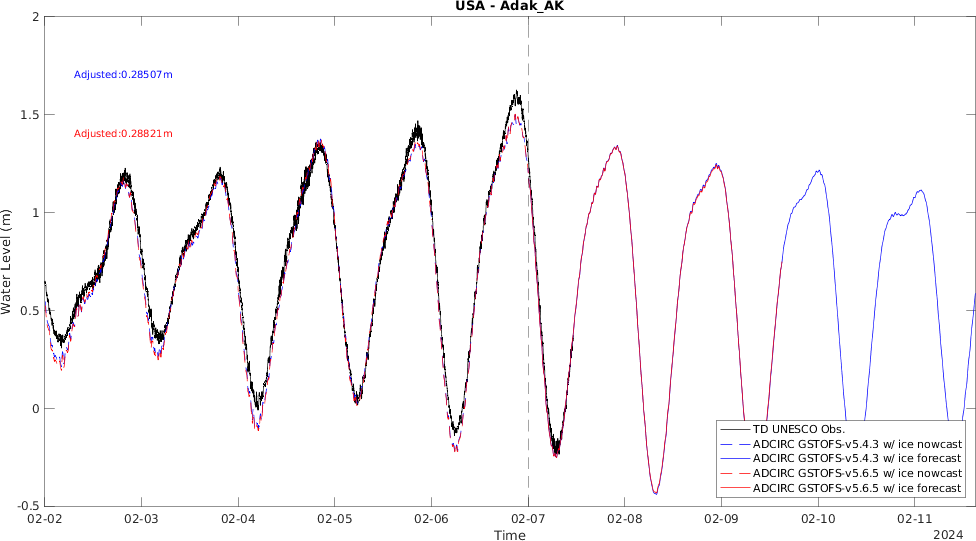 USA - Adak_AK
2
1.5
1
0.5
0
-0.5
Water Level (m)
Adjusted:0.28507m
Adjusted:0.28821m
TD UNESCO Obs.
ADCIRC GSTOFS-v5.4.3 w/ ice nowcast
ADCIRC GSTOFS-v5.4.3 w/ ice forecast
ADCIRC GSTOFS-v5.6.5 w/ ice nowcast
ADCIRC GSTOFS-v5.6.5 w/ ice forecast
02-02 02-03 02-04 02-05 02-06 02-07 02-08 02-09 02-10 02-11
Time
2024